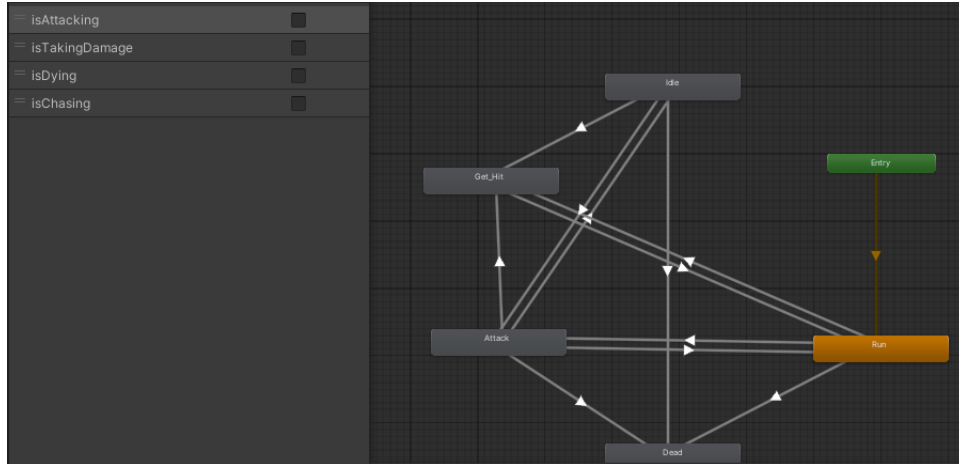 isAttacking
isTakingDamage
isDying
isChasing
Idle
Entry
Get_Hit
Attack
Run
Dead